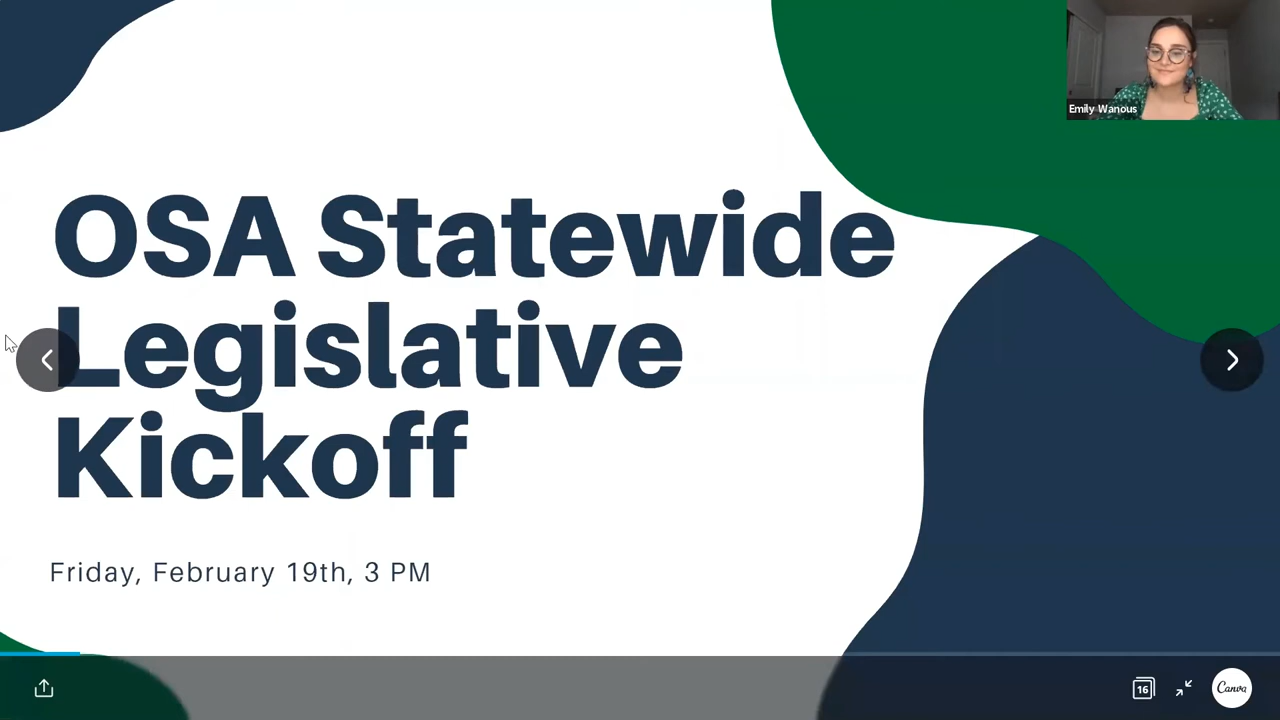 Emily Wanous
OSA Statewide
Legislative
Kickoff
Friday, February 19th, 3 PM
16
Canva